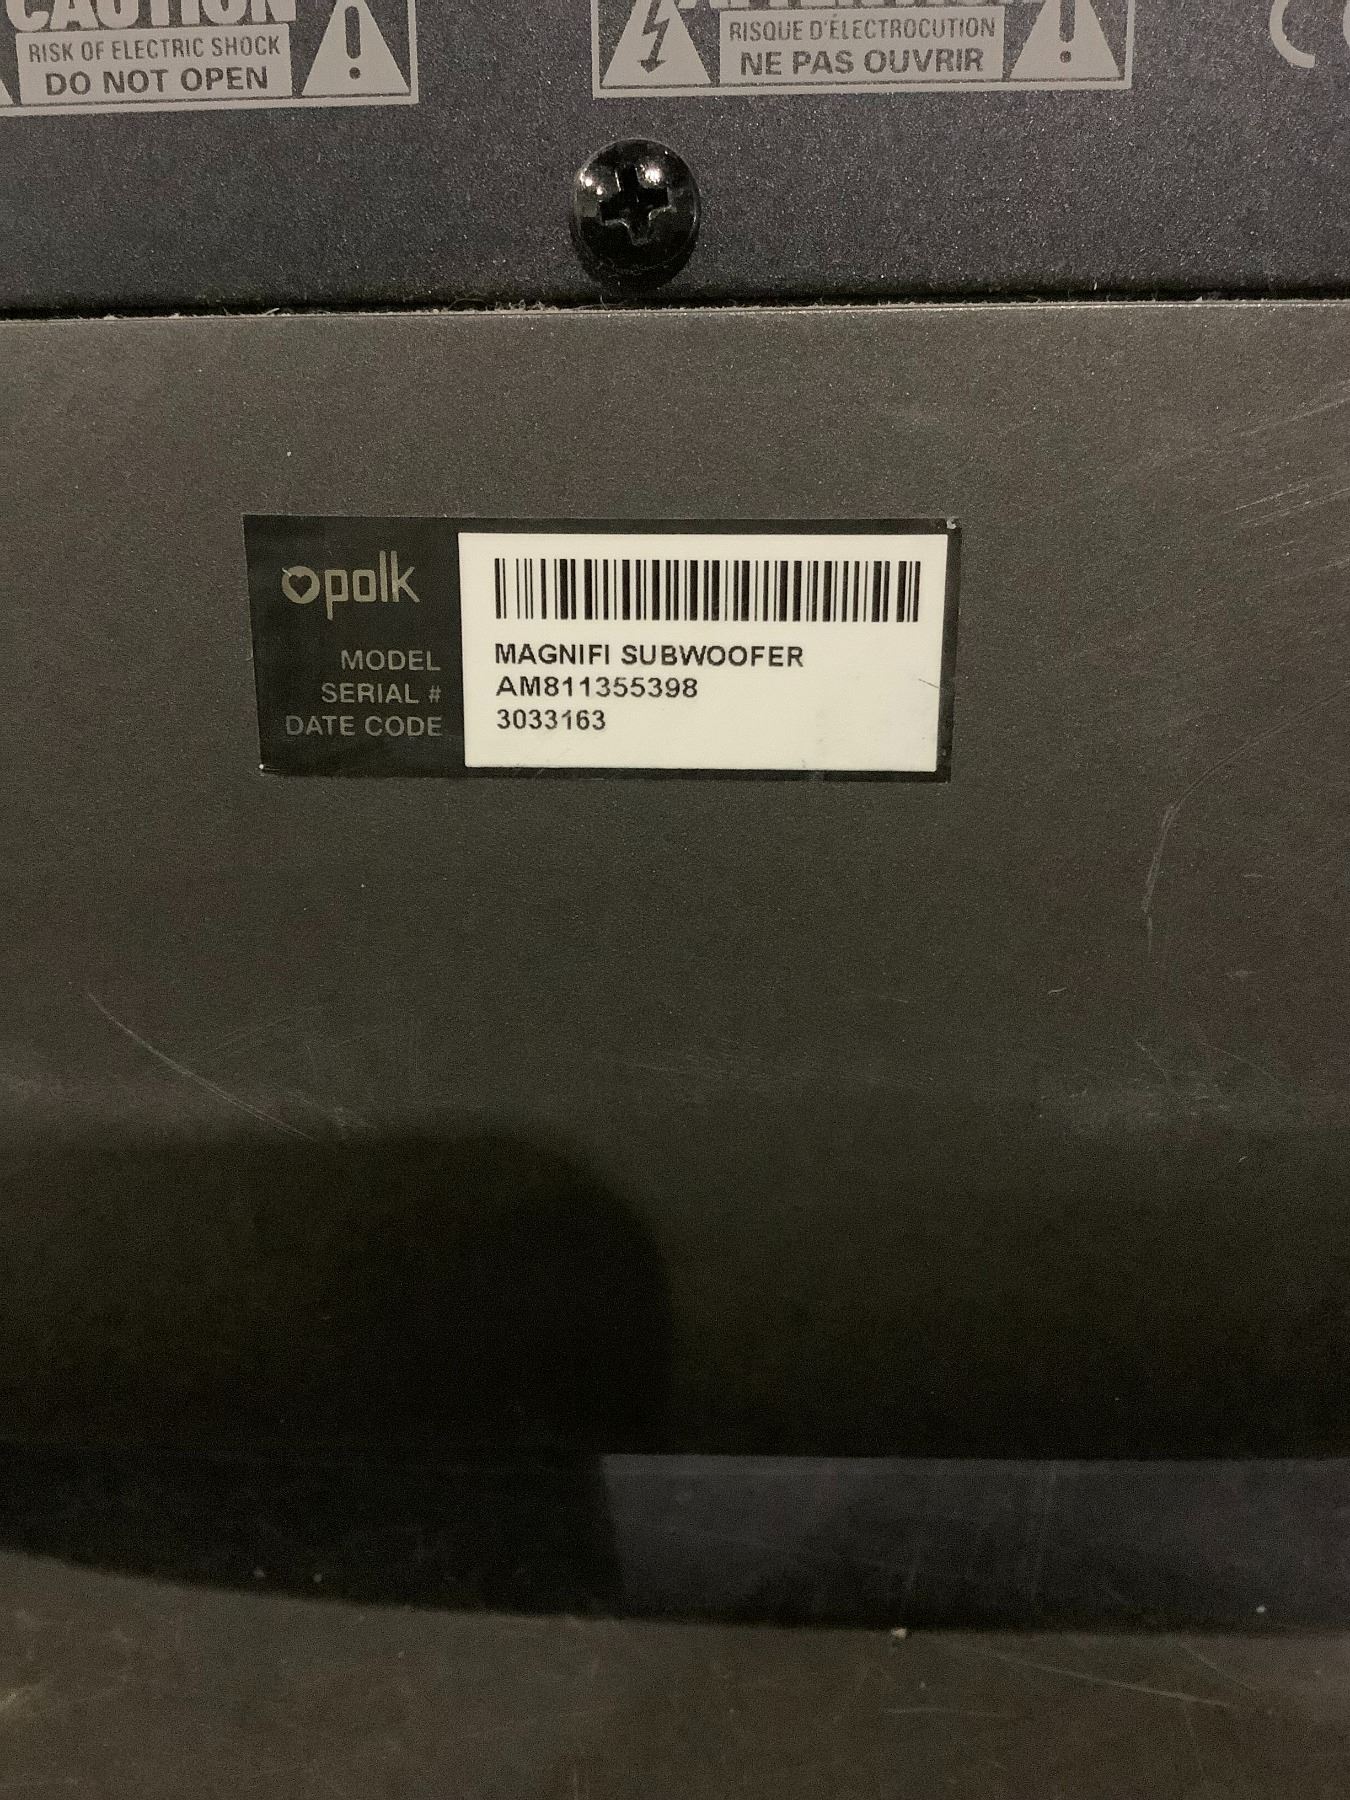 CAUTION
RISK OF ELECTRIC SHOCK
DO NOT OPEN
ATTENTION
RISQUE D'ÉLECTROCUTION
NE PAS OUVRIR
polk
MODEL MAGNIFI SUBWOOFER
SERIAL # AM811355398
DATE CODE 3033163